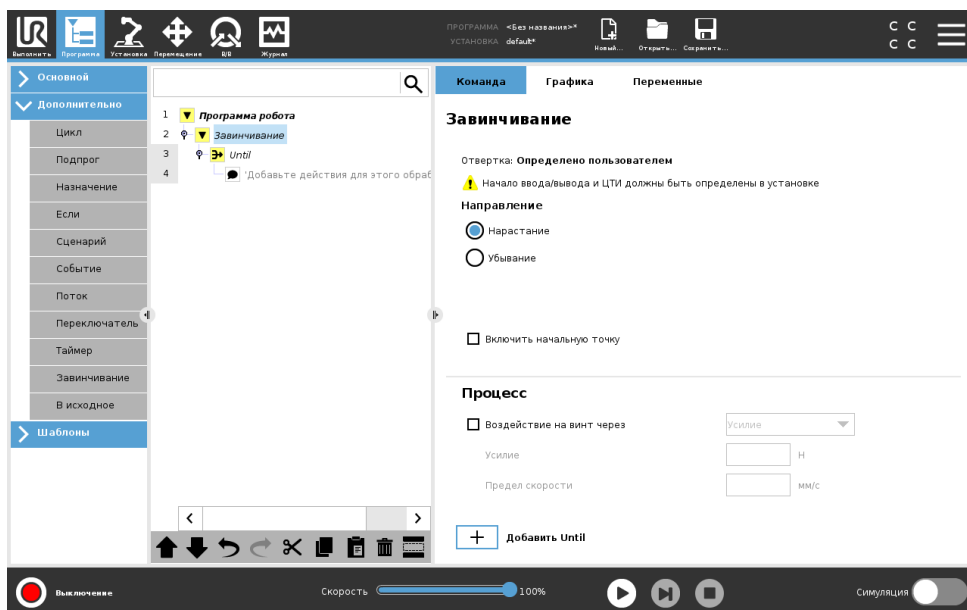 ПРОГРАММА <Без названия>*
УСТАНОВКА default*
Выполнить Программа Установка Перемещение В/В Журнал Новый... Открыть... Сохранить...
C C
C C
Основной
Дополнительно
Цикл
Подпрог
Назначение
Если
Сценарий
Событие
Поток
Переключатель
Таймер
Завинчивание
В исходное
Шаблоны
1 Программа робота
2 Завинчивание
3 Until
4 'Добавьте действия для этого обраб
Команда Графика Переменные
Завинчивание
Отвертка: Определено пользователем
Начало ввода/вывода и ЦТИ должны быть определены в установке
Направление
Нарастание
Убывание
Включить начальную точку
Процесс
Воздействие на винт через Усилие
Усилие Н
Предел скорости мм/с
Добавить Until
Выключение Скорость 100% Симуляция